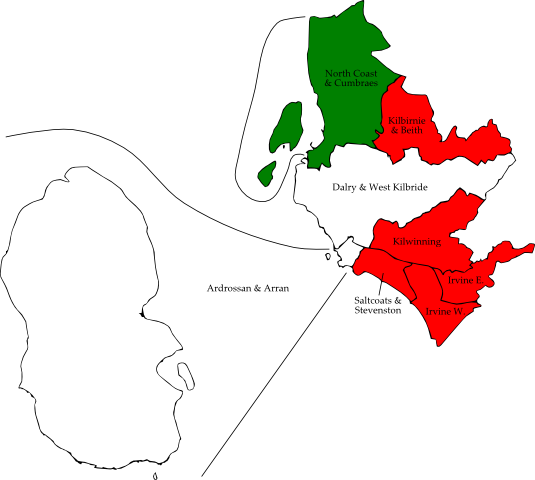 North Coast
& Cumbraes
Kilbirnie
& Beith
Dalry & West Kilbride
Kilwinning
Irvine E.
Ardrossan & Arran
Saltcoats &
Stevenston
Irvine W.